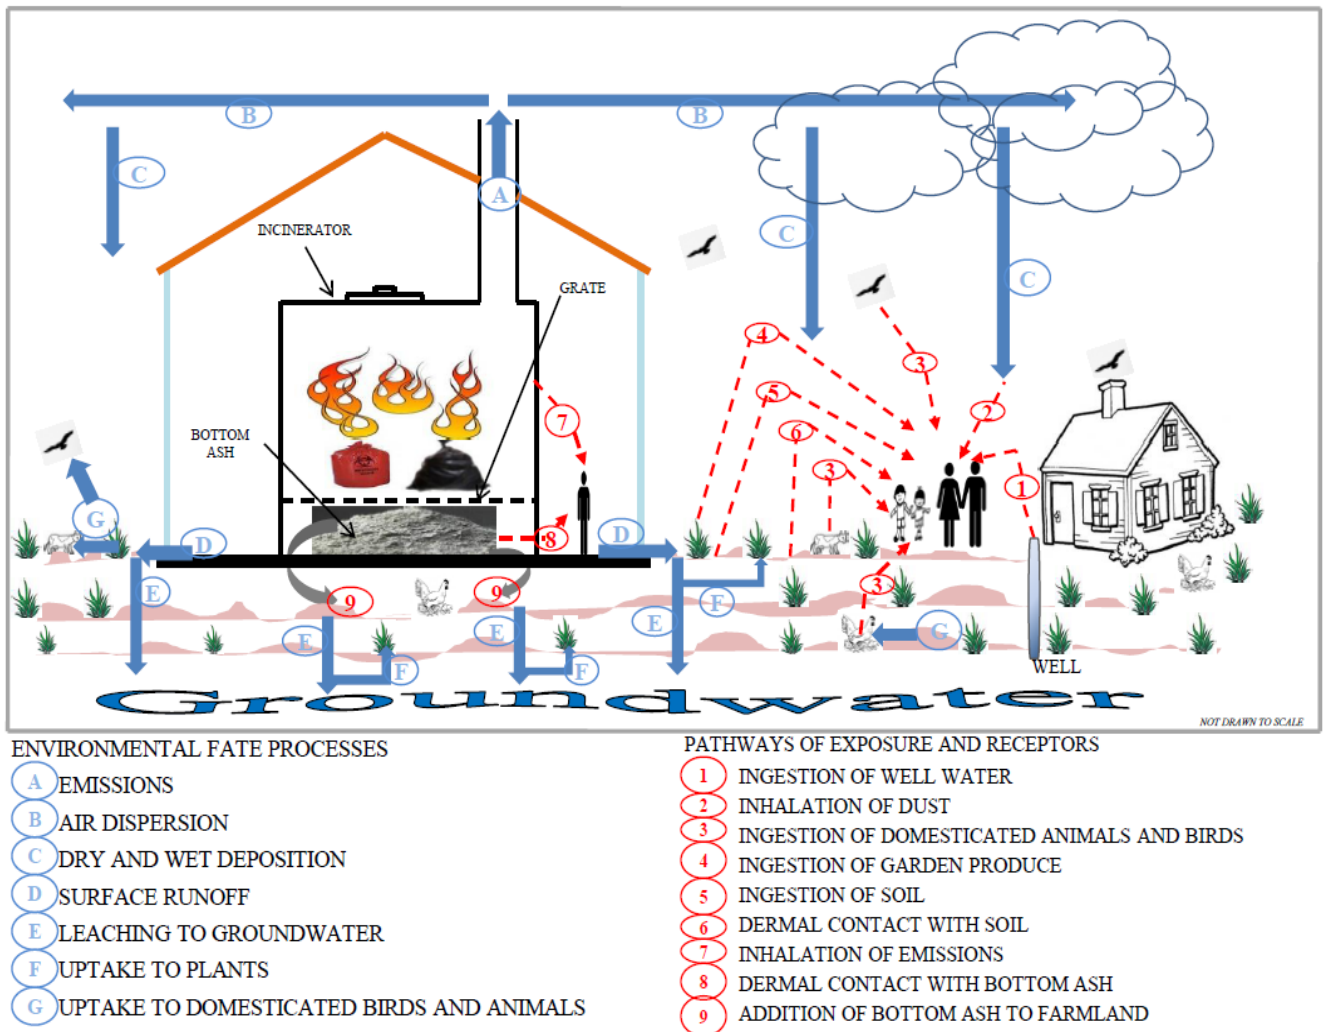 B
B
C
A
INCINERATOR
C
C
GRATE
4
3
5
2
7
6
BOTTOM
ASH
3
1
G
D
8
D
E
9
9
F
3
E
E
E
G
F
F
WELL
Groundwater
NOT DRAWN TO SCALE
ENVIRONMENTAL FATE PROCESSES
A EMISSIONS
B AIR DISPERSION
C DRY AND WET DEPOSITION
D SURFACE RUNOFF
E LEACHING TO GROUNDWATER
F UPTAKE TO PLANTS
G UPTAKE TO DOMESTICATED BIRDS AND ANIMALS
PATHWAYS OF EXPOSURE AND RECEPTORS
1 INGESTION OF WELL WATER
2 INHALATION OF DUST
3 INGESTION OF DOMESTICATED ANIMALS AND BIRDS
4 INGESTION OF GARDEN PRODUCE
5 INGESTION OF SOIL
6 DERMAL CONTACT WITH SOIL
7 INHALATION OF EMISSIONS
8 DERMAL CONTACT WITH BOTTOM ASH
9 ADDITION OF BOTTOM ASH TO FARMLAND